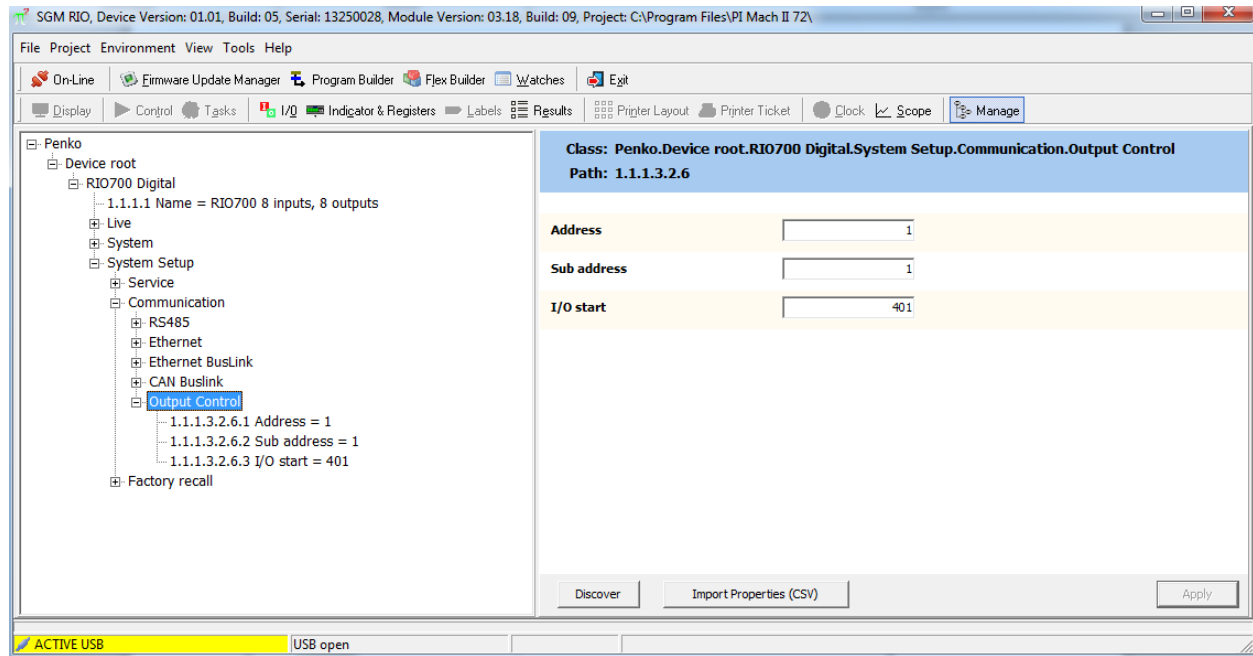 SGM RIO, Device Version: 01.01, Build: 05, Serial: 13250028, Module Version: 03.18, Build: 09, Project: C:\Program Files\PI Mach II 72\
File Project Environment View Tools Help
On-Line Firmware Update Manager Program Builder Flex Builder Watches Exit
Display Control Tasks I/O Indicator & Registers Labels Results Printer Layout Printer Ticket Clock Scope Manage
Penko
Device root
RIO700 Digital
1.1.1.1 Name = RIO700 8 inputs, 8 outputs
Live
System
System Setup
Service
Communication
RS485
Ethernet
Ethernet BusLink
CAN Buslink
Output Control
1.1.1.3.2.6.1 Address = 1
1.1.1.3.2.6.2 Sub address = 1
1.1.1.3.2.6.3 I/O start = 401
Factory recall
Class: Penko.Device root.RIO700 Digital.System Setup.Communication.Output Control
Path: 1.1.1.3.2.6
Address 1
Sub address 1
I/O start 401
Discover Import Properties (CSV) Apply
ACTIVE USB USB open